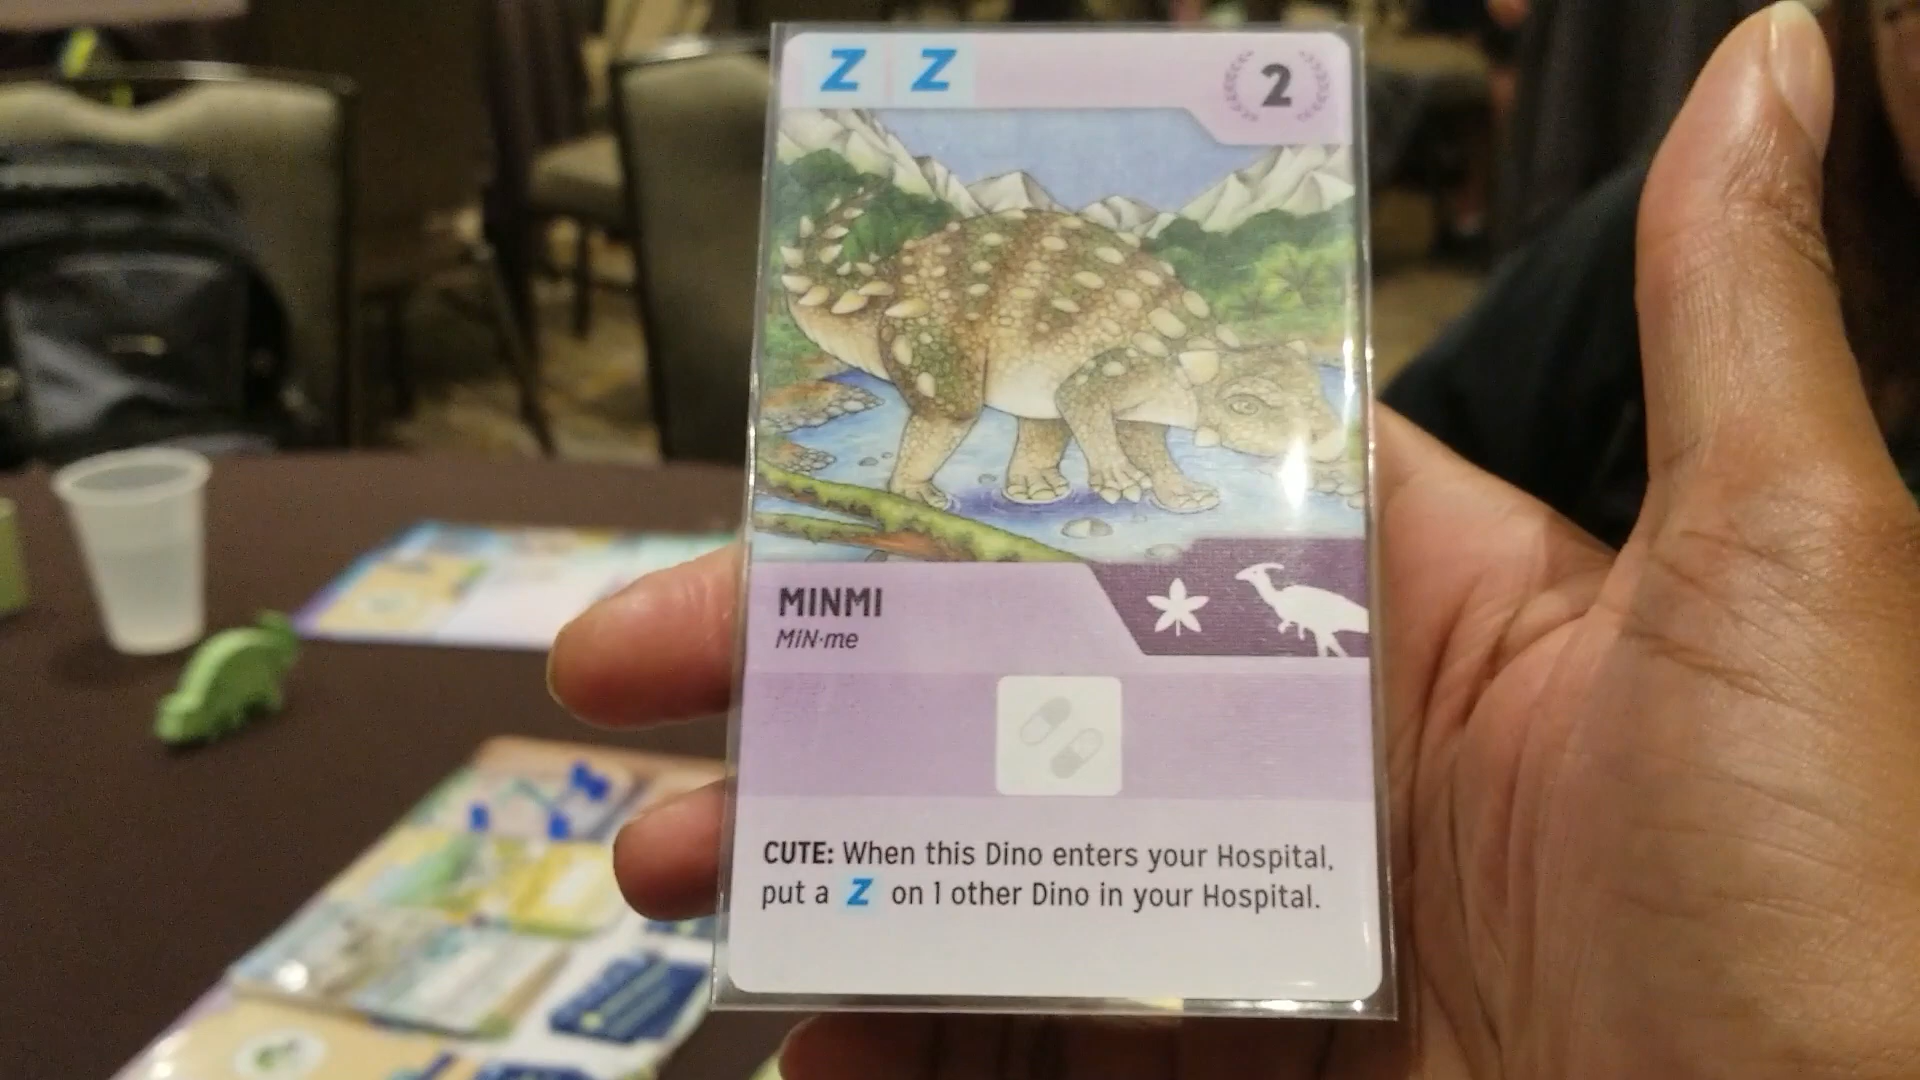 Z Z 2
MINMI
MiN·me
CUTE: When this Dino enters your Hospital,
put a Z on 1 other Dino in your Hospital.